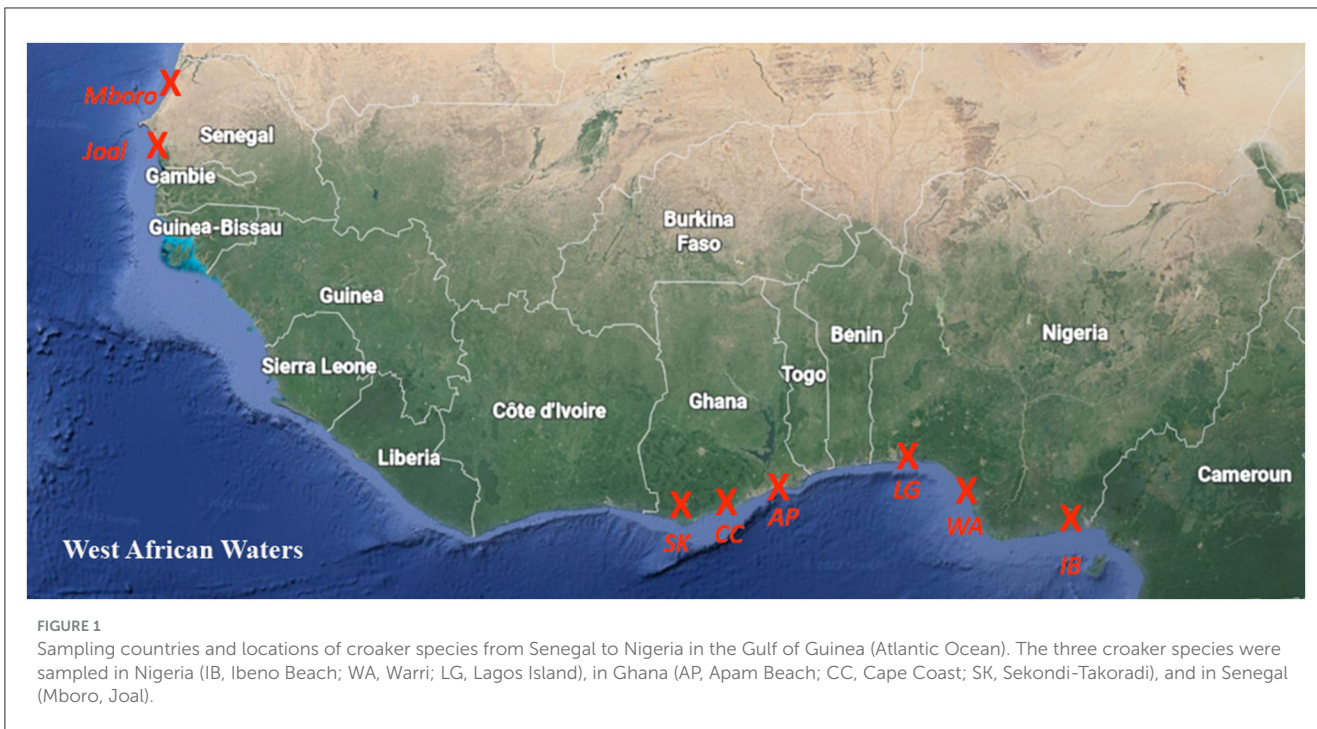 Mboro
Senegal
Joal
Gambie
Guinea-Bissau
Burkina
Faso
Guinea
Bénin
Nigeria
Sierra Leone
Togo
Ghana
Côte d'Ivoire
Liberia
Cameroun
LG
AP
WA
CC
SK
IB
West African Waters
FIGURE 1
Sampling countries and locations of croaker species from Senegal to Nigeria in the Gulf of Guinea (Atlantic Ocean). The three croaker species were
sampled in Nigeria (IB, Ibeno Beach; WA, Warri; LG, Lagos Island), in Ghana (AP, Apam Beach; CC, Cape Coast; SK, Sekondi-Takoradi), and in Senegal
(Mboro, Joal).